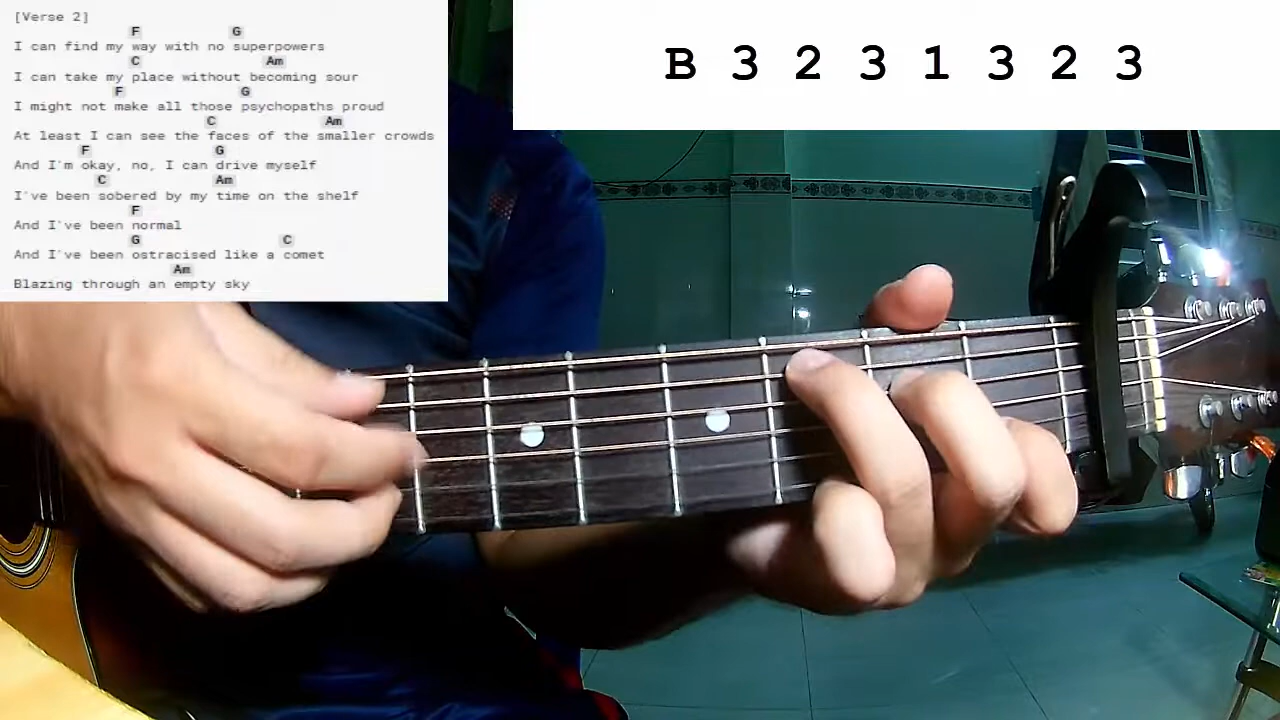 [Verse 2]
F G
I can find my way with no superpowers
C Am
I can take my place without becoming sour
F G
I might not make all those psychopaths proud
C Am
At least I can see the faces of the smaller crowds
F G
And I'm okay, no, I can drive myself
C Am
I've been sobered by my time on the shelf
F
And I've been normal
G C
And I've been ostracised like a comet
Am
Blazing through an empty sky
B 3 2 3 1 3 2 3